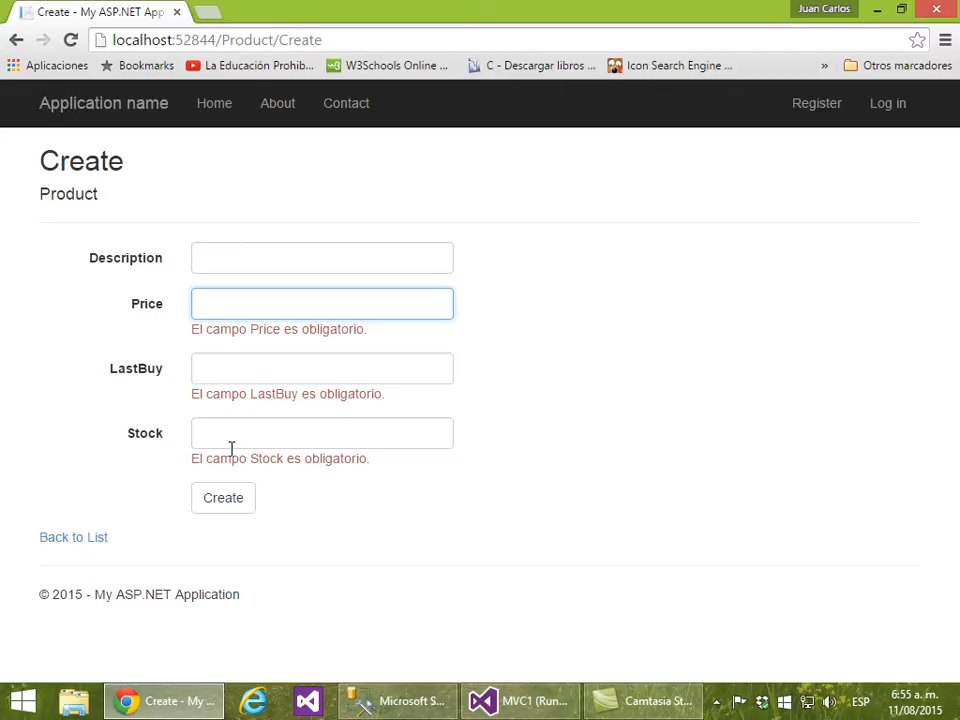 Create - My ASP.NET App
Juan Carlos
localhost:52844/Product/Create
Aplicaciones
Bookmarks
La Educación Prohib...
W3Schools Online ...
C - Descargar libros ...
Icon Search Engine ...
»
Otros marcadores
Application name
Home
About
Contact
Register
Log in
Create
Product
Description
Price
El campo Price es obligatorio.
LastBuy
El campo LastBuy es obligatorio.
Stock
El campo Stock es obligatorio.
Create
Back to List
© 2015 - My ASP.NET Application
Create - My ...
Microsoft S...
MVC1 (Run...
Camtasia St...
ESP
6:55 a. m.
11/08/2015